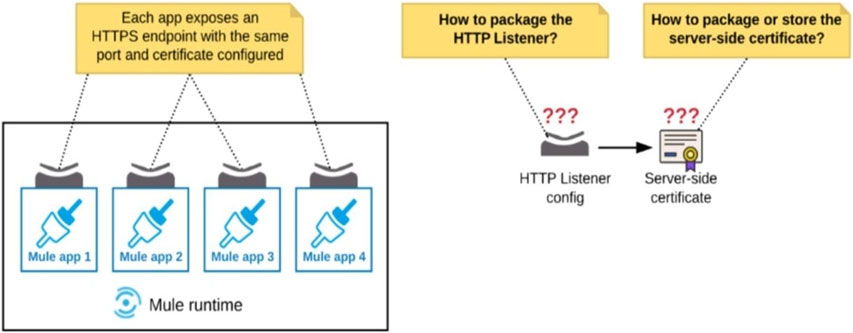 Each app exposes an
HTTPS endpoint with the same
port and certificate configured
How to package the
HTTP Listener?
How to package or store the
server-side certificate?
???
???
HTTP Listener
config
Server-side
certificate
Mule app 1
Mule app 2
Mule app 3
Mule app 4
Mule runtime